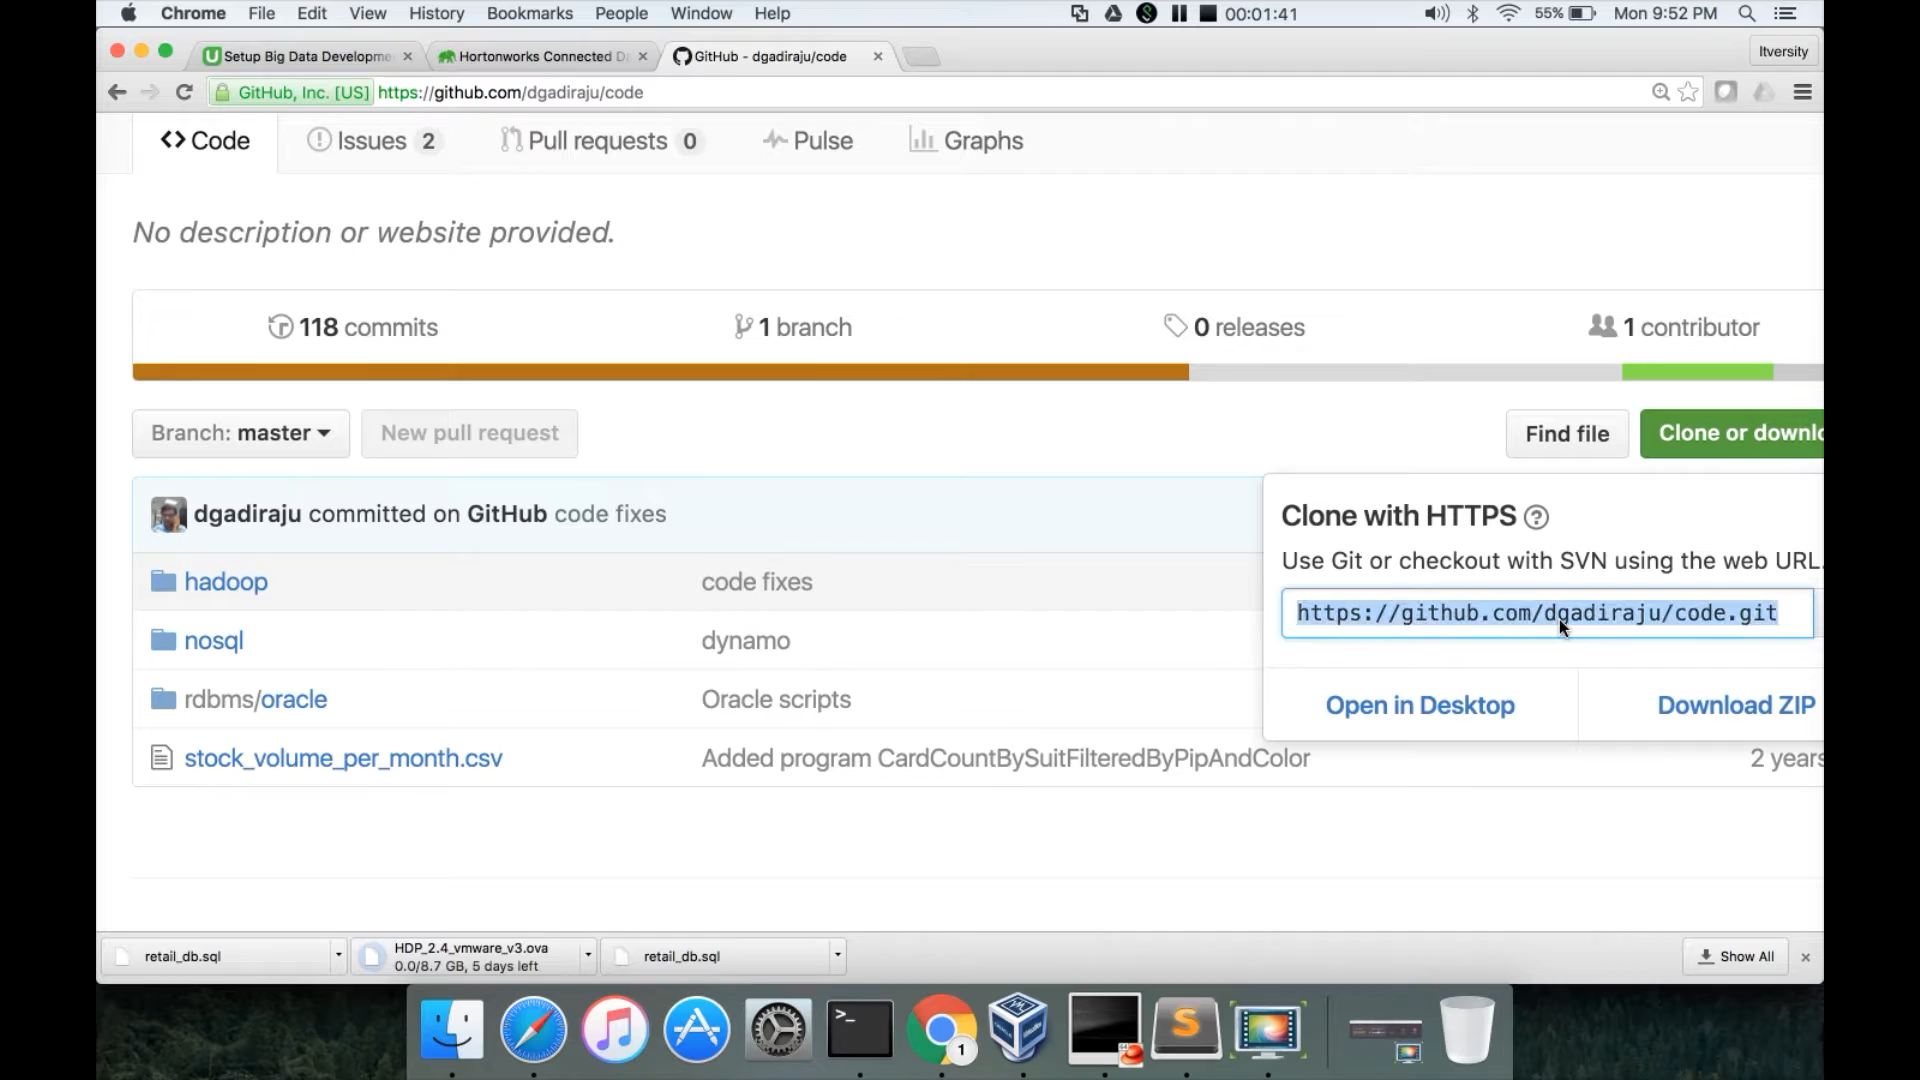 Chrome File Edit View History Bookmarks People Window Help 00:01:41 55% Mon 9:52 PM
Setup Big Data Developme Hortonworks Connected D GitHub - dgadiraju/code Itversity
GitHub, Inc. [US] https://github.com/dgadiraju/code
Code Issues 2 Pull requests 0 Pulse Graphs
No description or website provided.
118 commits 1 branch 0 releases 1 contributor
Branch: master New pull request Find file Clone or downlo
dgadiraju committed on GitHub code fixes
Clone with HTTPS ?
Use Git or checkout with SVN using the web URL.
https://github.com/dgadiraju/code.git
Open in Desktop Download ZIP
hadoop code fixes
nosql dynamo
rdbms/oracle Oracle scripts
stock_volume_per_month.csv Added program CardCountBySuitFilteredByPipAndColor 2 years
retail_db.sql HDP_2.4_vmware_v3.ova retail_db.sql Show All
0.0/8.7 GB, 5 days left
>_ 1 S